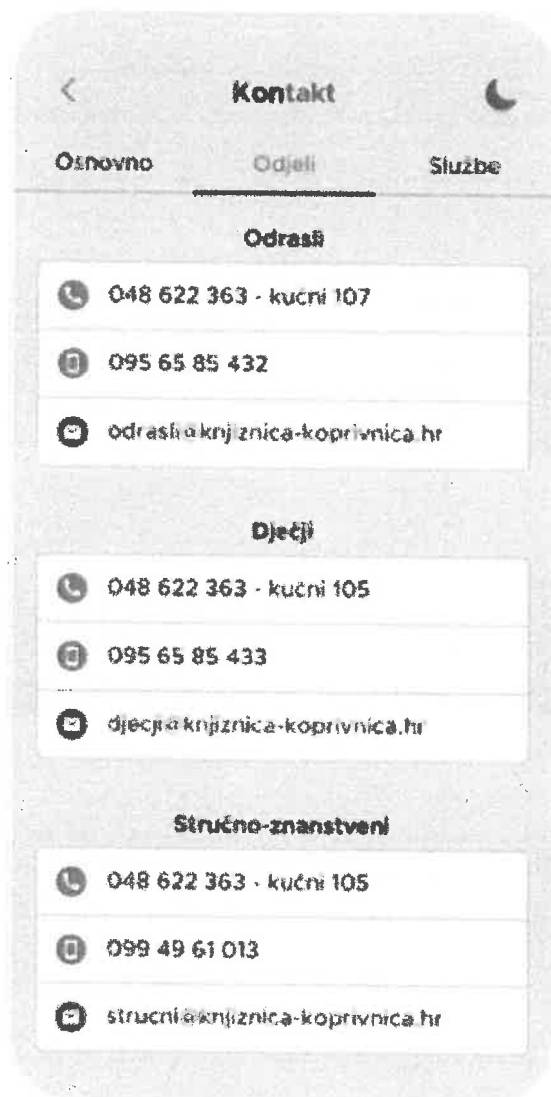 Kontakt
Osnovno Odjeli Službe
Odrasli
048 622 363 - kućni 107
095 65 85 432
odrasli@knjiznica-koprivnica.hr
Dječji
048 622 363 - kućni 105
095 65 85 433
djecji@knjiznica-koprivnica.hr
Stručno-znanstveni
048 622 363 - kućni 105
099 49 61 013
strucni@knjiznica-koprivnica.hr